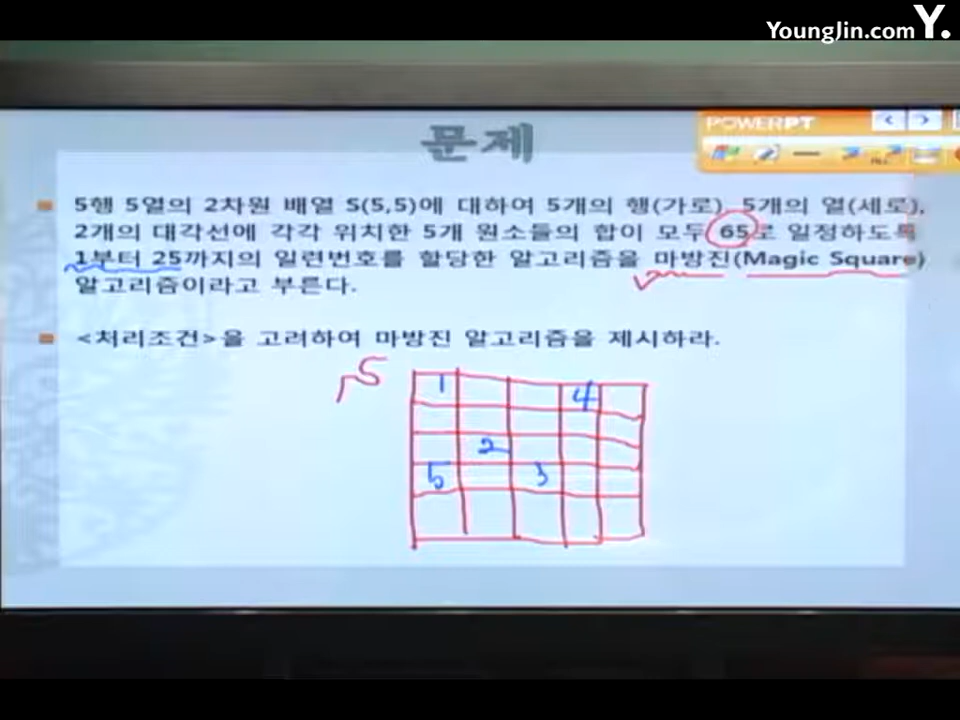 YoungJin.com Y.
POWERPT
문제
5행 5열의 2차원 배열 S(5,5)에 대하여 5개의 행(가로), 5개의 열(세로),
2개의 대각선에 각각 위치한 5개 원소들의 합이 모두 65로 일정하도록
1부터 25까지의 일련번호를 할당한 알고리즘을 마방진(Magic Square)
알고리즘이라고 부른다.
<처리조건>을 고려하여 마방진 알고리즘을 제시하라.
S
1 4
2
5 3